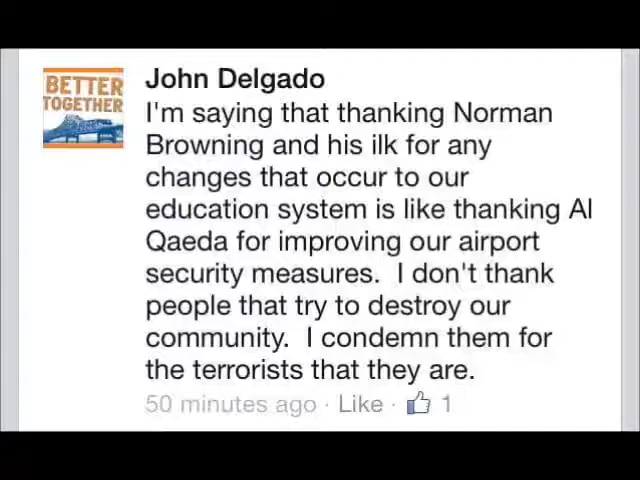 BETTER
TOGETHER
John Delgado
I'm saying that thanking Norman
Browning and his ilk for any
changes that occur to our
education system is like thanking Al
Qaeda for improving our airport
security measures.  I don't thank
people that try to destroy our
community.  I condemn them for
the terrorists that they are.
50 minutes ago · Like · 1